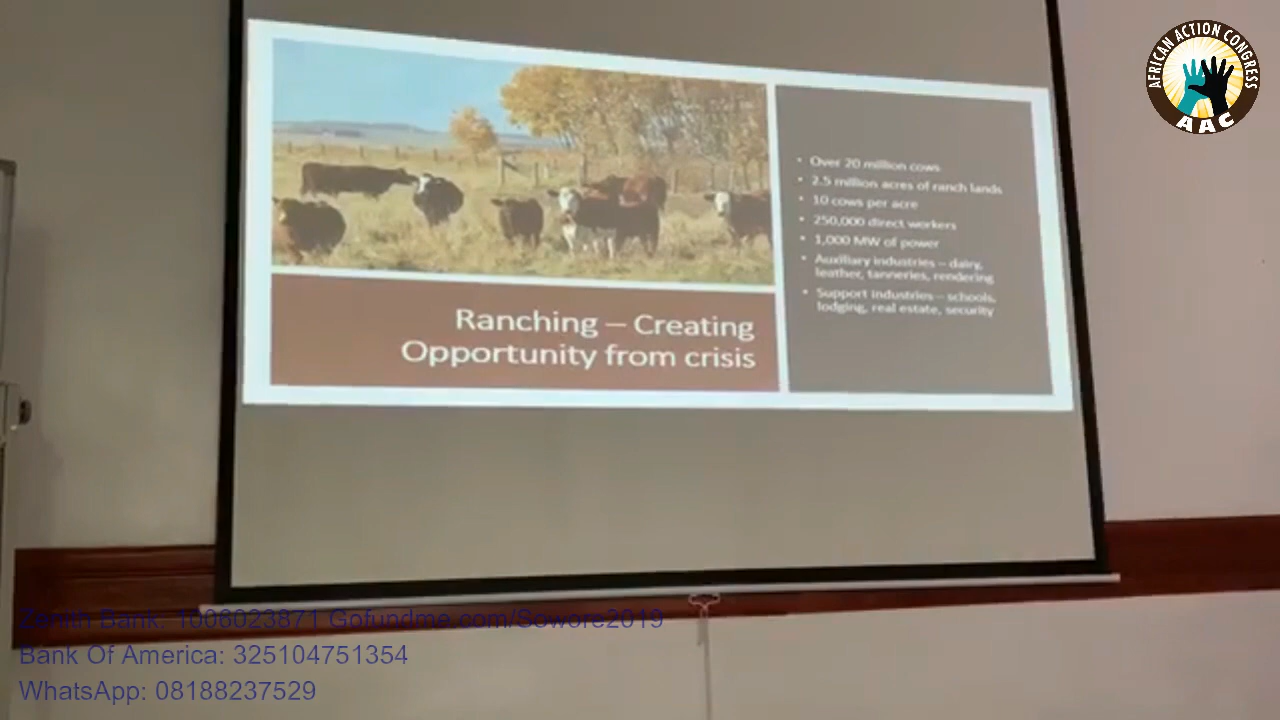 AFRICAN ACTION CONGRESS
AAC
Over 20 million cows
2.5 million acres of ranch lands
10 cows per acre
250,000 direct workers
1,000 MW of power
Auxiliary industries – dairy,
leather, tanneries, rendering
Support industries – schools,
lodging, real estate, security
Ranching – Creating
Opportunity from crisis
Zenith Bank: 1006023871 Gofundme.com/Sowore2019
Bank Of America: 325104751354
WhatsApp: 08188237529